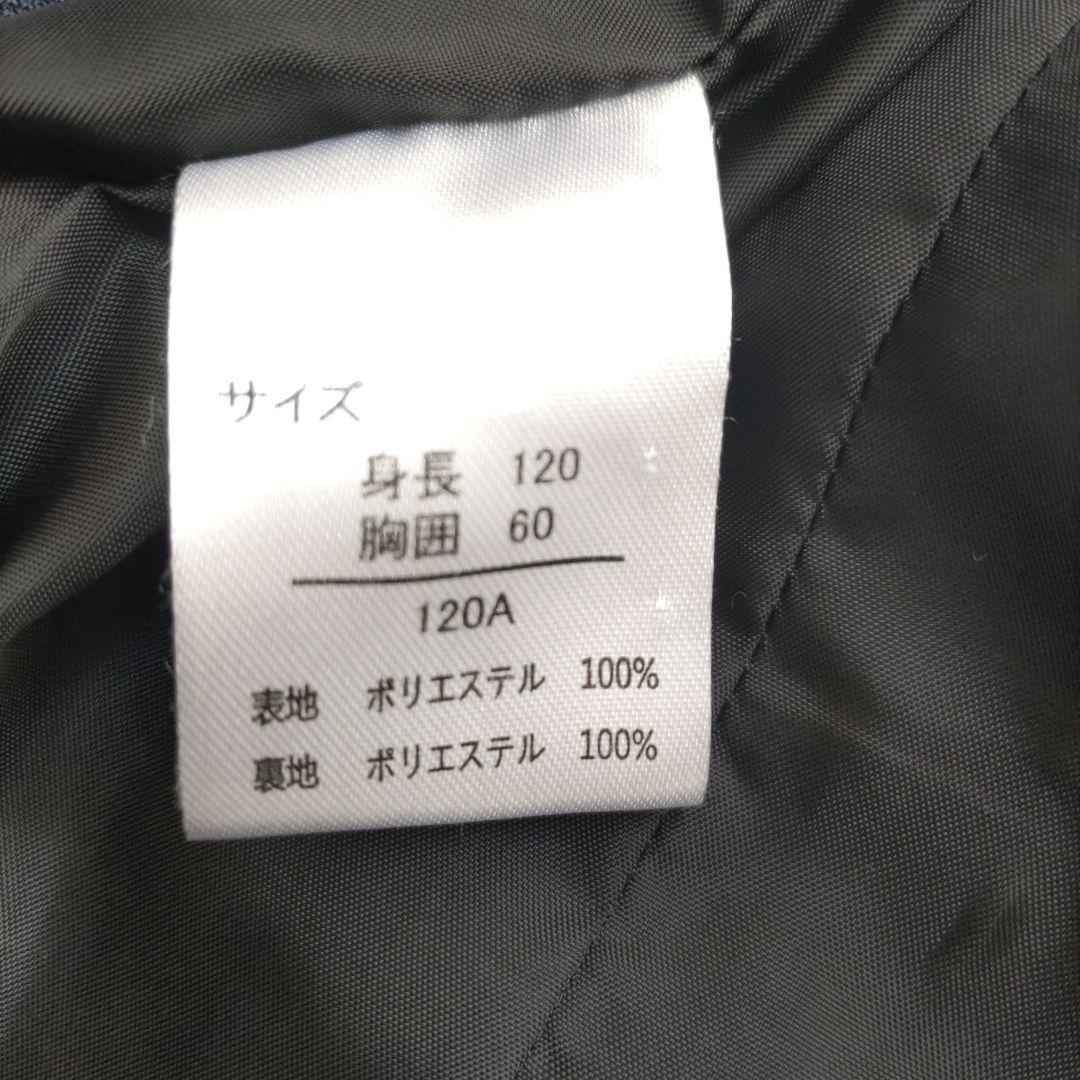 サイズ
身長 120
胸囲 60
120A
表地 ポリエステル 100%
裏地 ポリエステル 100%